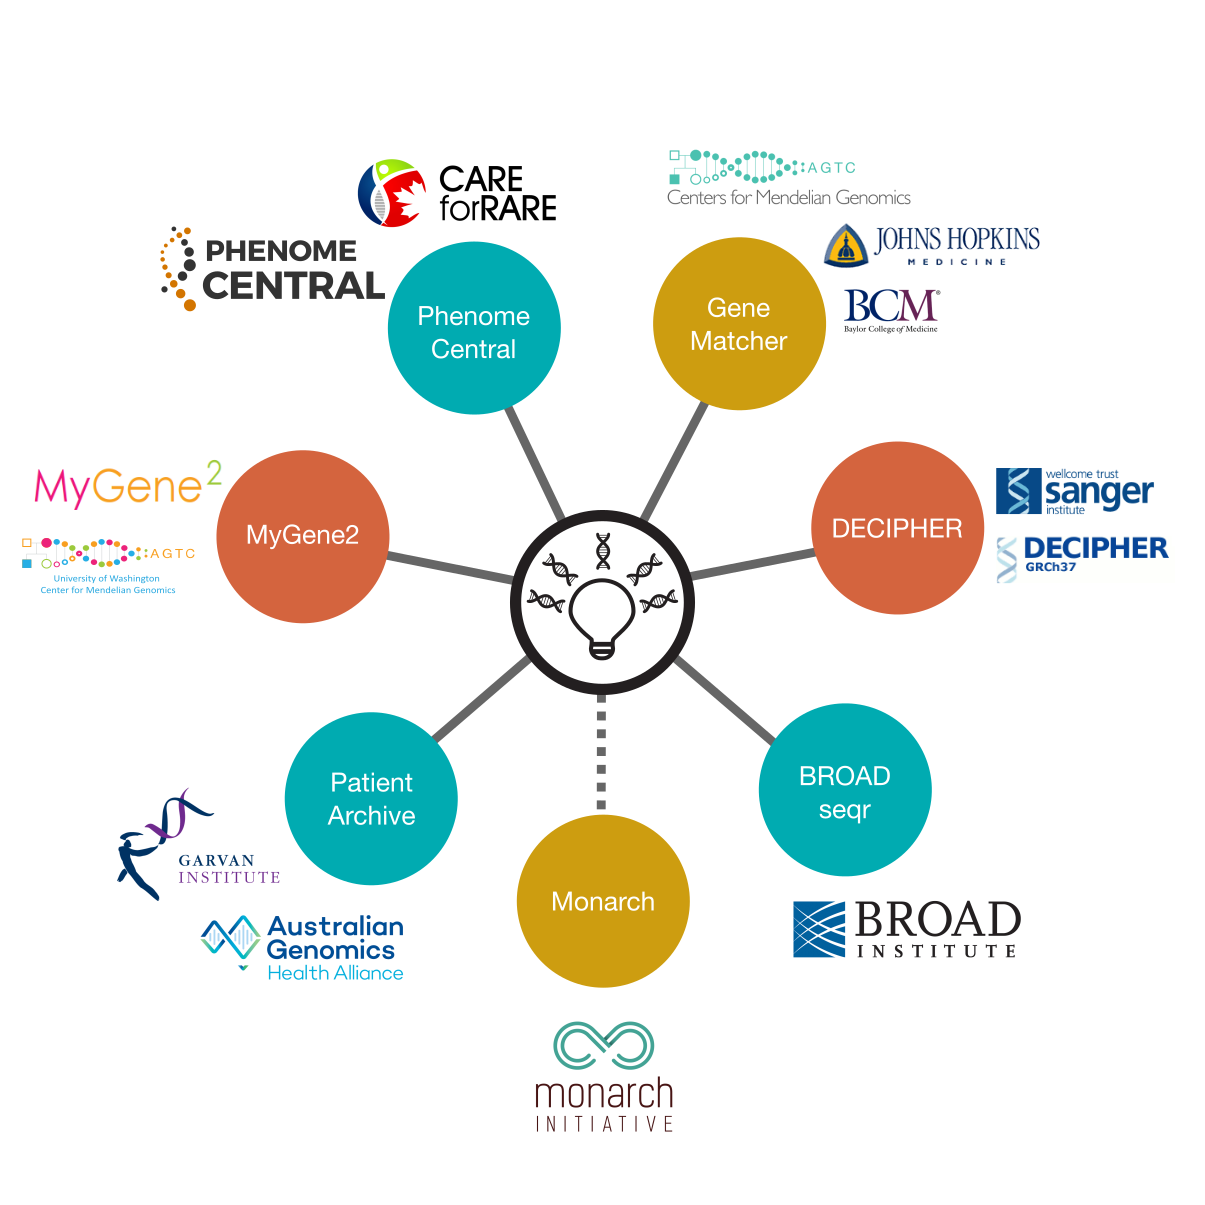 CARE
forRARE
PHENOME
CENTRAL
Phenome
Central
AGTC
Centers for Mendelian Genomics
JOHNS HOPKINS
MEDICINE
BCM®
Baylor College of Medicine
Gene
Matcher
MyGene2
AGTC
University of Washington
Center for Mendelian Genomics
MyGene2
DECIPHER
wellcome trust
sanger
institute
DECIPHER
GRCh37
Patient
Archive
GARVAN
INSTITUTE
Australian
Genomics
Health Alliance
Monarch
monarch
INITIATIVE
BROAD
seqr
BROAD
INSTITUTE